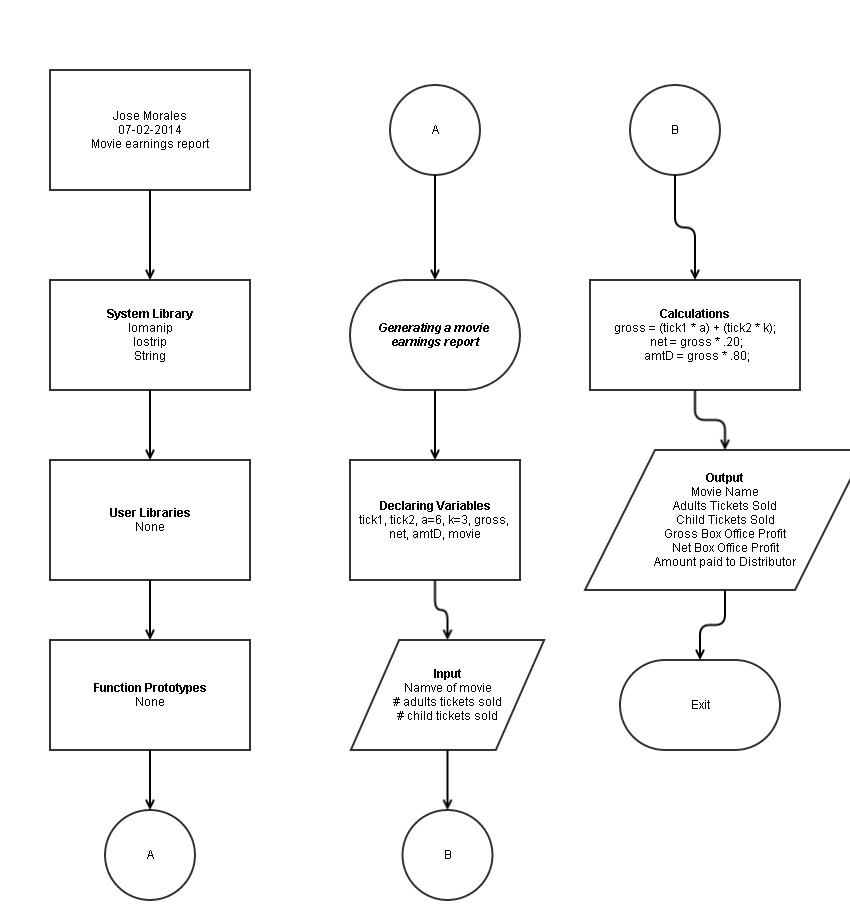 Jose Morales
07-02-2014
Movie earnings report
System Library
Iomanip
Iostrip
String
User Libraries
None
Function Prototypes
None
A
A
Generating a movie
earnings report
Declaring Variables
tick1, tick2, a=6, k=3, gross,
net, amtD, movie
Input
Namve of movie
# adults tickets sold
# child tickets sold
B
B
Calculations
gross = (tick1 * a) + (tick2 * k);
net = gross * .20;
amtD = gross * .80;
Output
Movie Name
Adults Tickets Sold
Child Tickets Sold
Gross Box Office Profit
Net Box Office Profit
Amount paid to Distributor
Exit